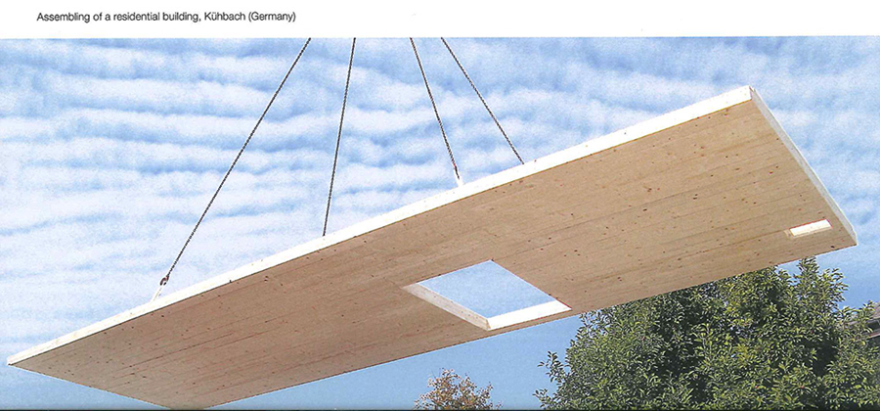 Assembling of a residential building, Kühbach (Germany)